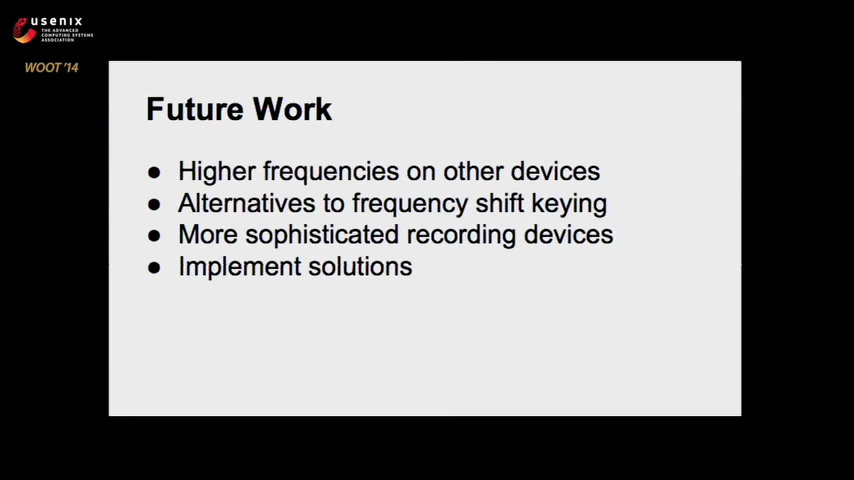 usenix
THE ADVANCED
COMPUTING SYSTEMS
ASSOCIATION
WOOT '14
Future Work
● Higher frequencies on other devices
● Alternatives to frequency shift keying
● More sophisticated recording devices
● Implement solutions